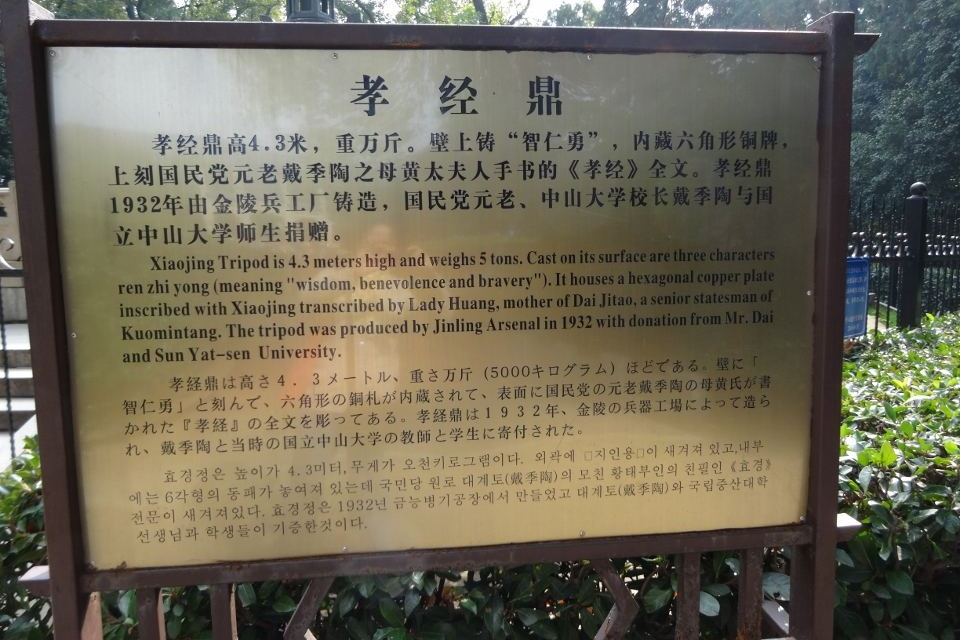 孝经鼎
孝经鼎高4.3米，重万斤。壁上铸“智仁勇”，内藏六角形铜牌，
上刻国民党元老戴季陶之母黄太夫人手书的《孝经》全文。孝经鼎
1932年由金陵兵工厂铸造，国民党元老、中山大学校长戴季陶与国
立中山大学师生捐赠。
Xiaojing Tripod is 4.3 meters high and weighs 5 tons. Cast on its surface are three characters
ren zhi yong (meaning "wisdom, benevolence and bravery"). It houses a hexagonal copper plate
inscribed with Xiaojing transcribed by Lady Huang, mother of Dai Jitao, a senior statesman of
Kuomintang. The tripod was produced by Jinling Arsenal in 1932 with donation from Mr. Dai
and Sun Yat-sen University.
孝経鼎は高さ４．３メートル、重さ万斤（5000キログラム）ほどである。壁に「
智仁勇」と刻んで、六角形の銅札が内蔵されて、表面に国民党の元老戴季陶の母黄氏が書
かれた『孝経』の全文を彫ってある。孝経鼎は１９３２年、金陵の兵器工場によって造ら
れ、戴季陶と当時の国立中山大学の教師と学生に寄付された。
효경정은 높이가 4.3미터,무게가 오천키로그램이다. 외곽에 □지인용□이 새겨져 있고,내부
에는 6각형의 동패가 놓여져 있는데 국민당 원로 대계토(戴季陶)의 모친 황태부인의 친필인《효경》
전문이 새겨져있다. 효경정은 1932년 금능병기공장에서 만들었고 대계토(戴季陶)와 국립중산대학
선생님과 학생들이 기증한것이다.